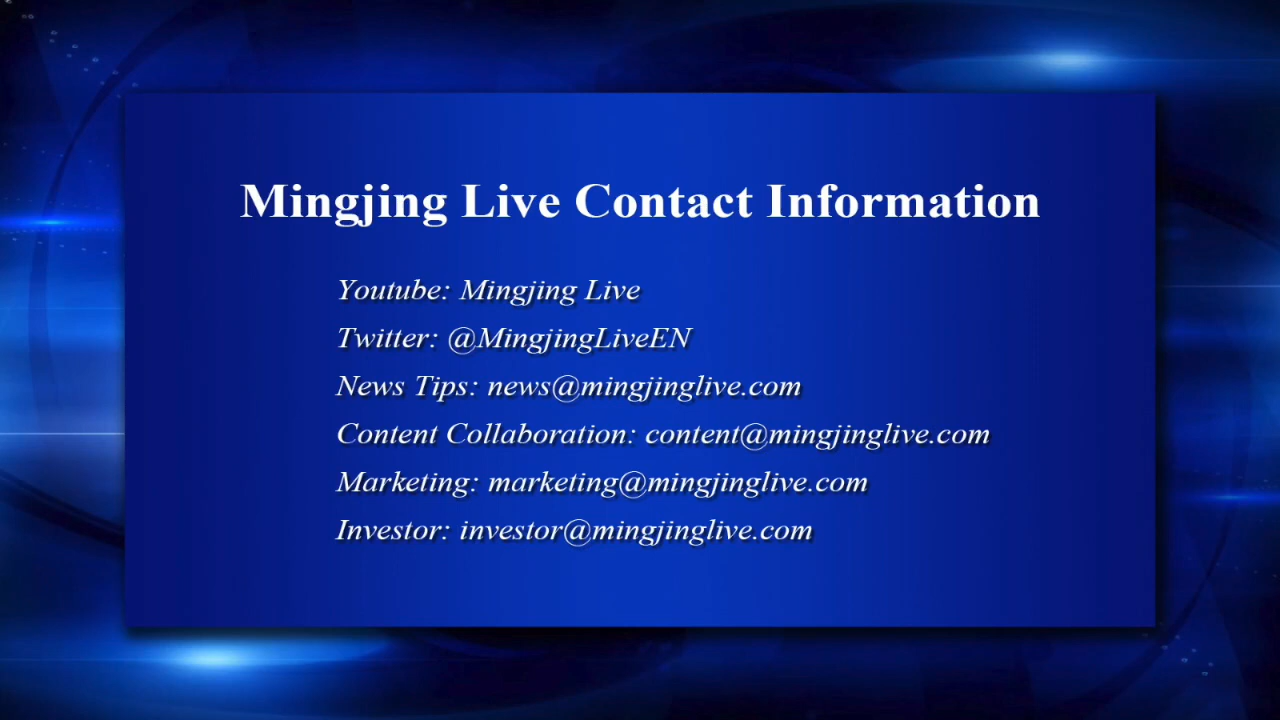 Mingjing Live Contact Information
Youtube: Mingjing Live
Twitter: @MingjingLiveEN
News Tips: news@mingjinglive.com
Content Collaboration: content@mingjinglive.com
Marketing: marketing@mingjinglive.com
Investor: investor@mingjinglive.com